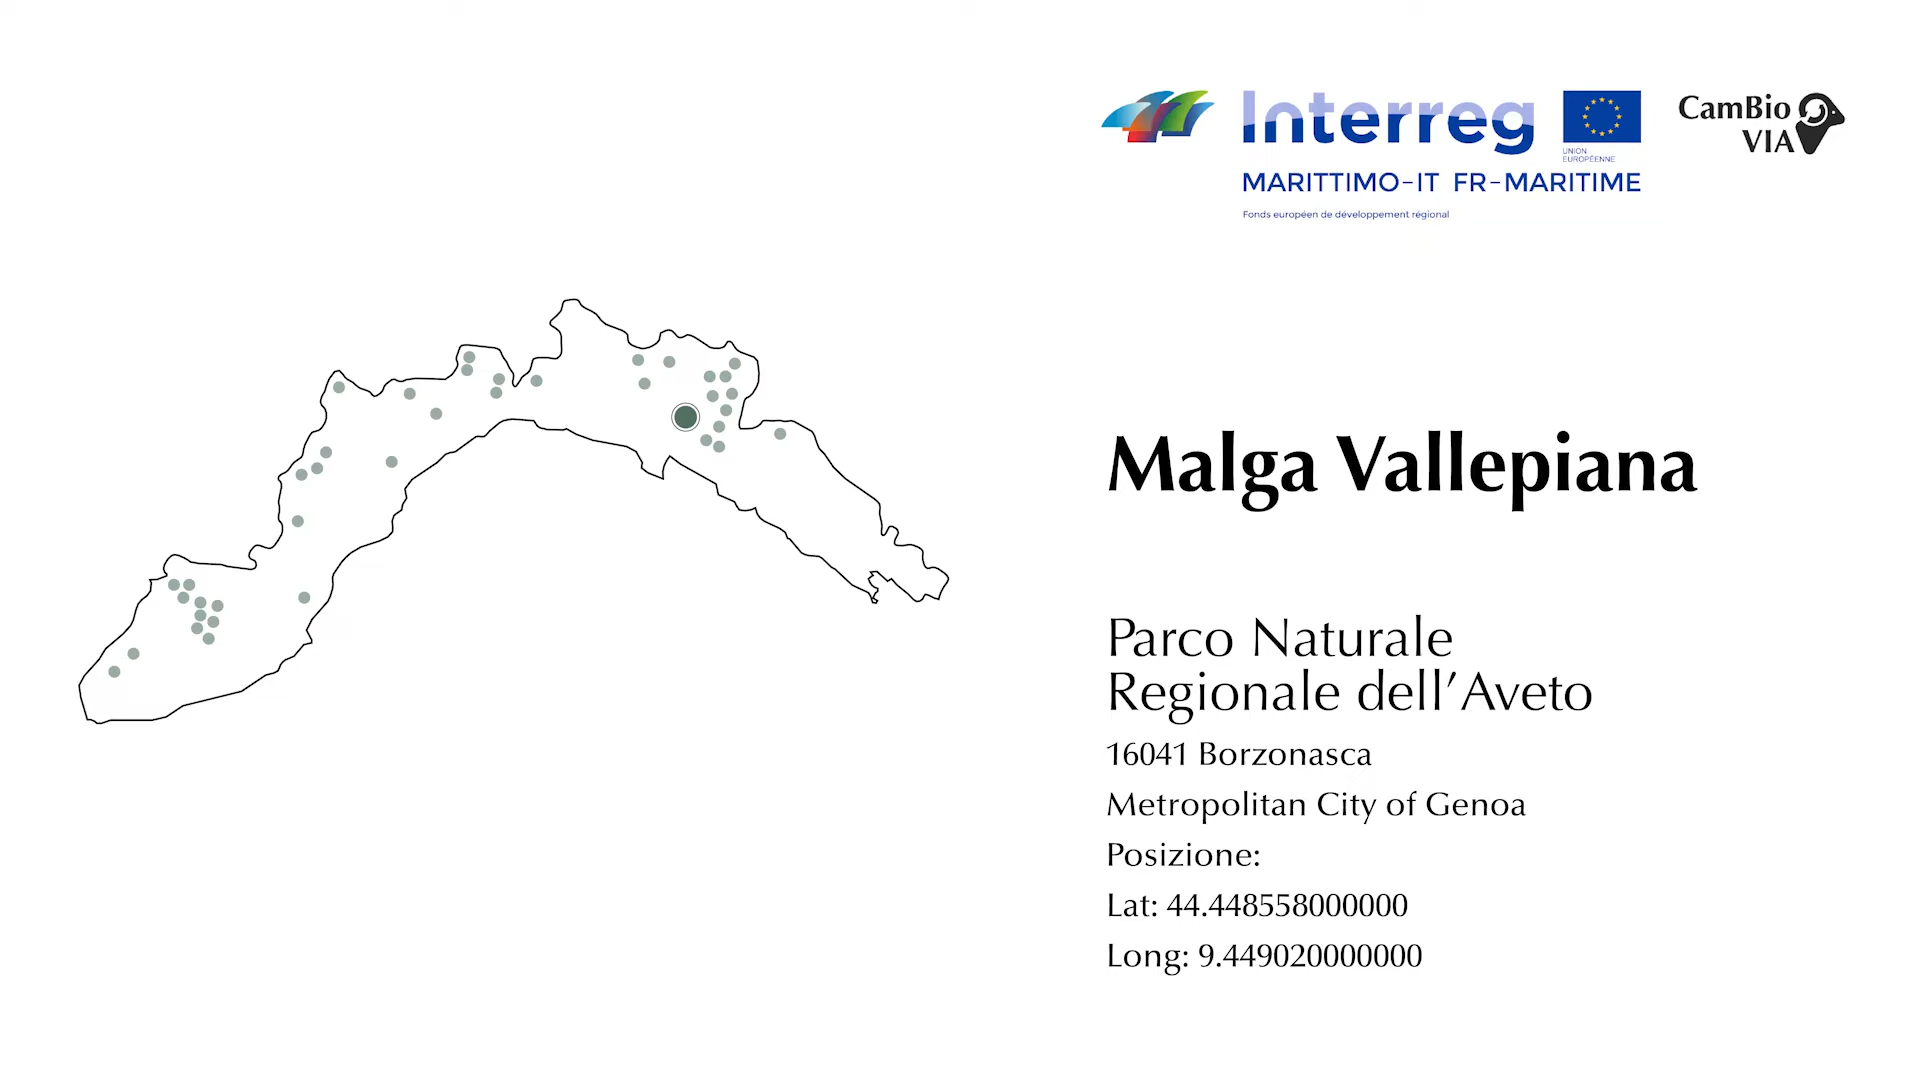 Interreg
UNION
EUROPÉENNE
CamBio
VIA
MARITTIMO-IT FR-MARITIME
Fonds européen de développement régional
Malga Vallepiana
Parco Naturale
Regionale dell’Aveto
16041 Borzonasca
Metropolitan City of Genoa
Posizione:
Lat: 44.448558000000
Long: 9.449020000000